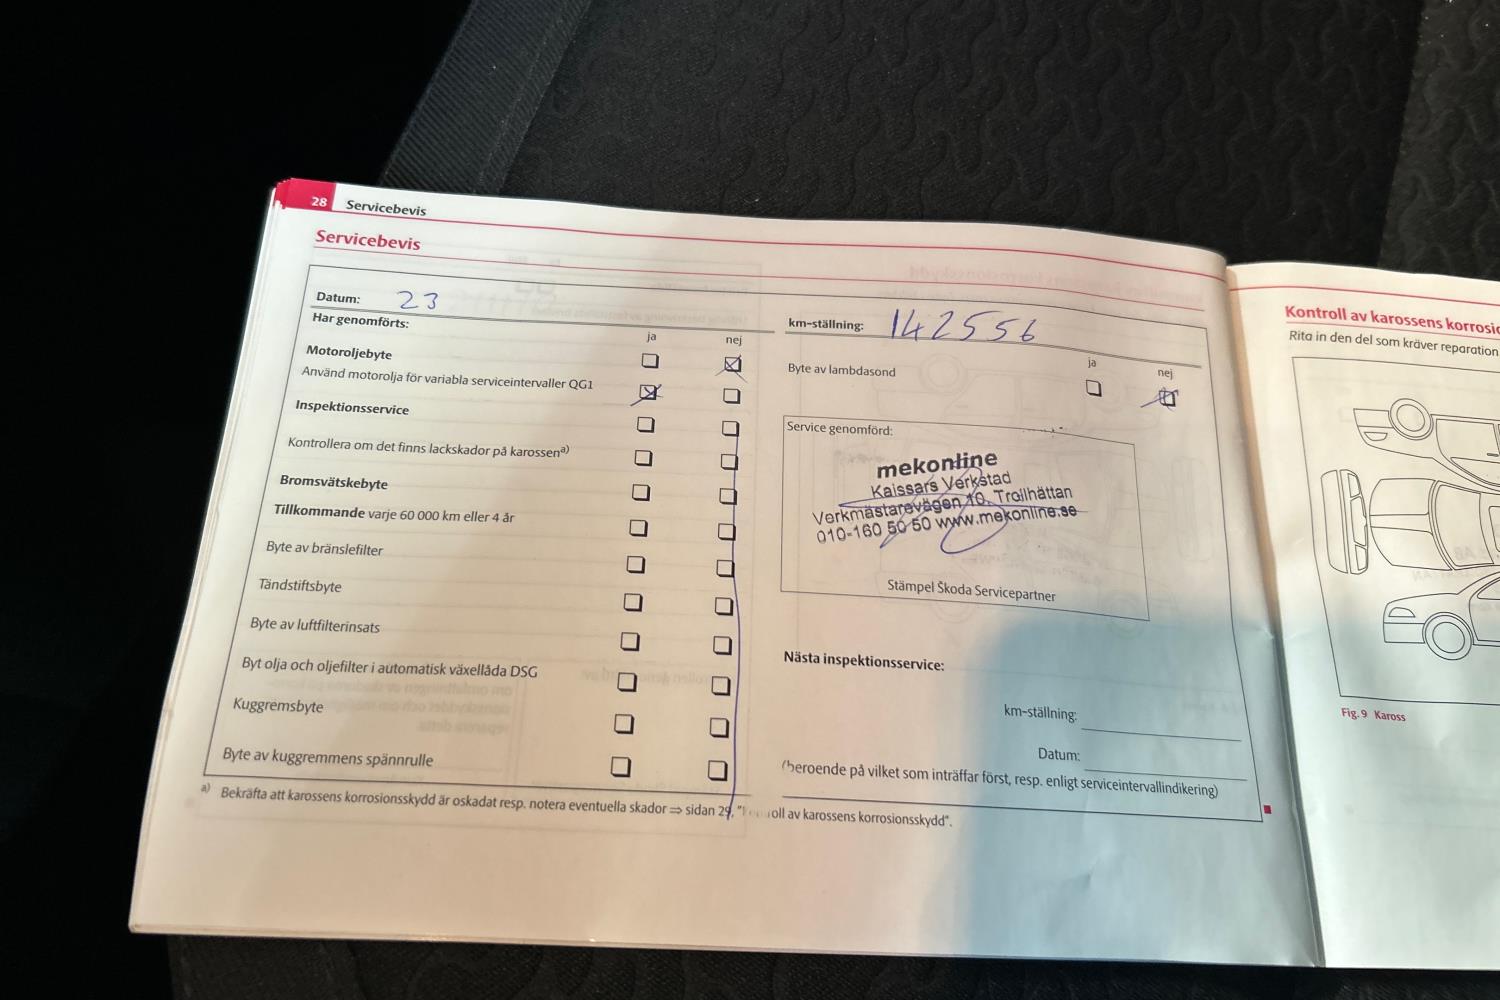 28 Servicebevis
Servicebevis
Datum: 23
km-ställning: 142556
Har genomförts:
ja nej
Motoroljebyte
Använd motorolja för variabla serviceintervaller QG1
Inspektionsservice
Kontrollera om det finns lackskador på karossen a)
Bromsvätskebyte
Tillkommande varje 60 000 km eller 4 år
Byte av bränslefilter
Tändstiftsbyte
Byte av luftfilterinsats
Byt olja och oljefilter i automatisk växellåda DSG
Kuggremsbyte
Byte av kuggremmens spännrulle
ja nej
Byte av lambdasond
Service genomförd:
mekonline
Kaissars Verkstad
Verkmästarevägen 10, Trollhättan
010-160 50 50 www.mekonline.se
Stämpel Škoda Servicepartner
Nästa inspektionsservice:
km-ställning:
Datum:
(beroende på vilket som inträffar först, resp. enligt serviceintervallindikering)
a) Bekräfta att karossens korrosionsskydd är oskadat resp. notera eventuella skador ⇒ sidan 29, "Kontroll av karossens korrosionsskydd".
Kontroll av karossens
Rita in den del som kräver reparation
Fig. 9 Kaross